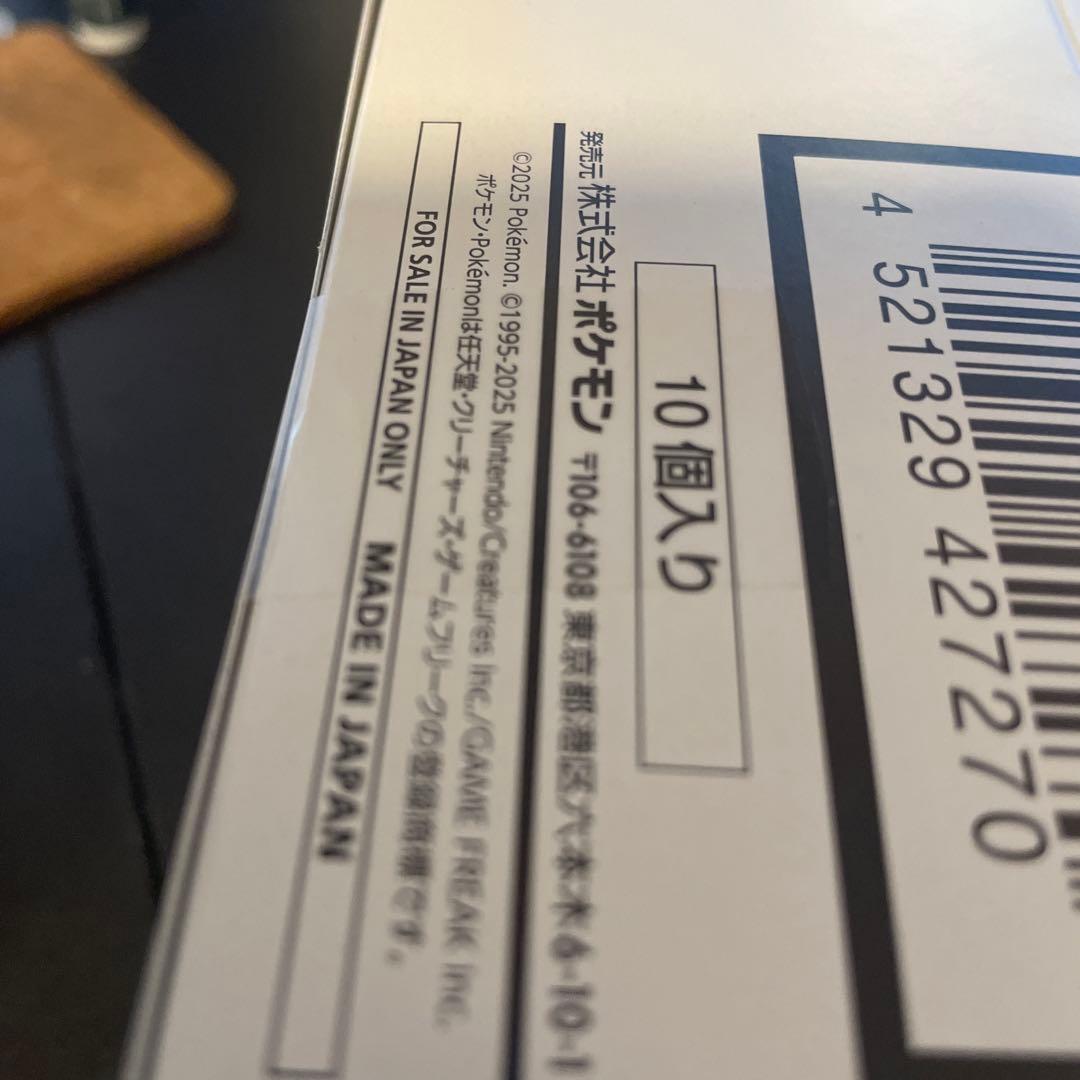 4 521329 427270
10個入り
発売元 株式会社 ポケモン 〒106-6108 東京都港区六本木6-10-1
©2025 Pokémon. ©1995-2025 Nintendo/Creatures Inc./GAME FREAK inc.
ポケモン・Pokémonは任天堂・クリーチャーズ・ゲームフリークの登録商標です。
FOR SALE IN JAPAN ONLY MADE IN JAPAN